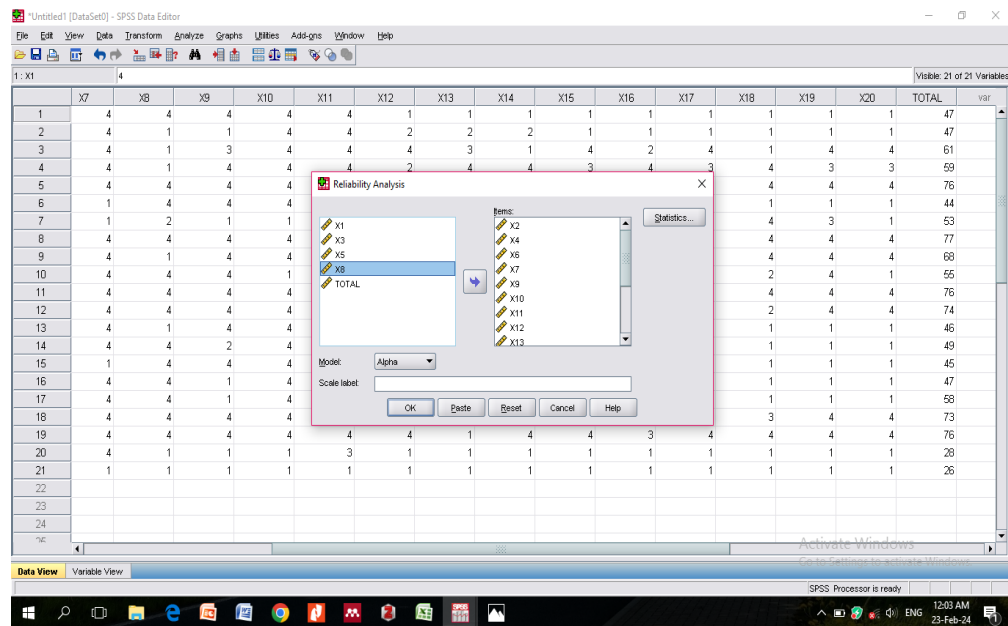 *Untitled1 [DataSet0] - SPSS Data Editor
File Edit View Data Transform Analyze Graphs Utilities Add-ons Window Help
1 : X1 4 Visible: 21 of 21 Variables
X7 X8 X9 X10 X11 X12 X13 X14 X15 X16 X17 X18 X19 X20 TOTAL var
1 4 4 4 4 4 1 1 1 1 1 1 1 1 1 47
2 4 1 1 4 4 2 2 2 1 1 1 1 1 1 47
3 4 1 3 4 4 4 3 1 4 2 4 1 4 4 61
4 4 1 4 4 4 2 4 4 3 4 3 4 3 3 59
5 4 4 4 4 4 4 4 76
6 1 4 4 4 1 1 1 44
7 1 2 1 1 4 3 1 53
8 4 4 4 4 4 4 4 77
9 4 1 4 4 4 4 4 68
10 4 4 4 1 2 4 1 55
11 4 4 4 4 4 4 4 76
12 4 4 4 4 2 4 4 74
13 4 1 4 4 1 1 1 46
14 4 4 2 4 1 1 1 49
15 1 4 4 4 1 1 1 45
16 4 4 1 4 1 1 1 47
17 4 4 1 4 1 1 1 58
18 4 4 4 4 3 4 4 73
19 4 4 4 4 4 4 1 4 4 3 4 4 4 4 76
20 4 1 1 1 3 1 1 1 1 1 1 1 1 1 28
21 1 1 1 1 1 1 1 1 1 1 1 1 1 1 26
22
23
24
Reliability Analysis
X1
X3
X5
X8
TOTAL
Items:
X2
X4
X6
X7
X9
X10
X11
X12
X13
Statistics...
Model: Alpha
Scale label:
OK Paste Reset Cancel Help
Activate Windows
Go to Settings to activate Windows.
Data View Variable View
SPSS Processor is ready
ENG 12:03 AM
23-Feb-24